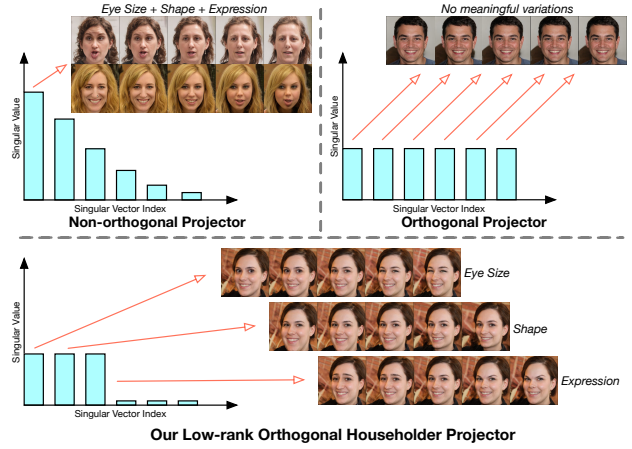 Eye Size + Shape + Expression
Singular Value
Singular Vector Index
Non-orthogonal Projector
No meaningful variations
Singular Value
Singular Vector Index
Orthogonal Projector
Singular Value
Singular Vector Index
Eye Size
Shape
Expression
Our Low-rank Orthogonal Householder Projector